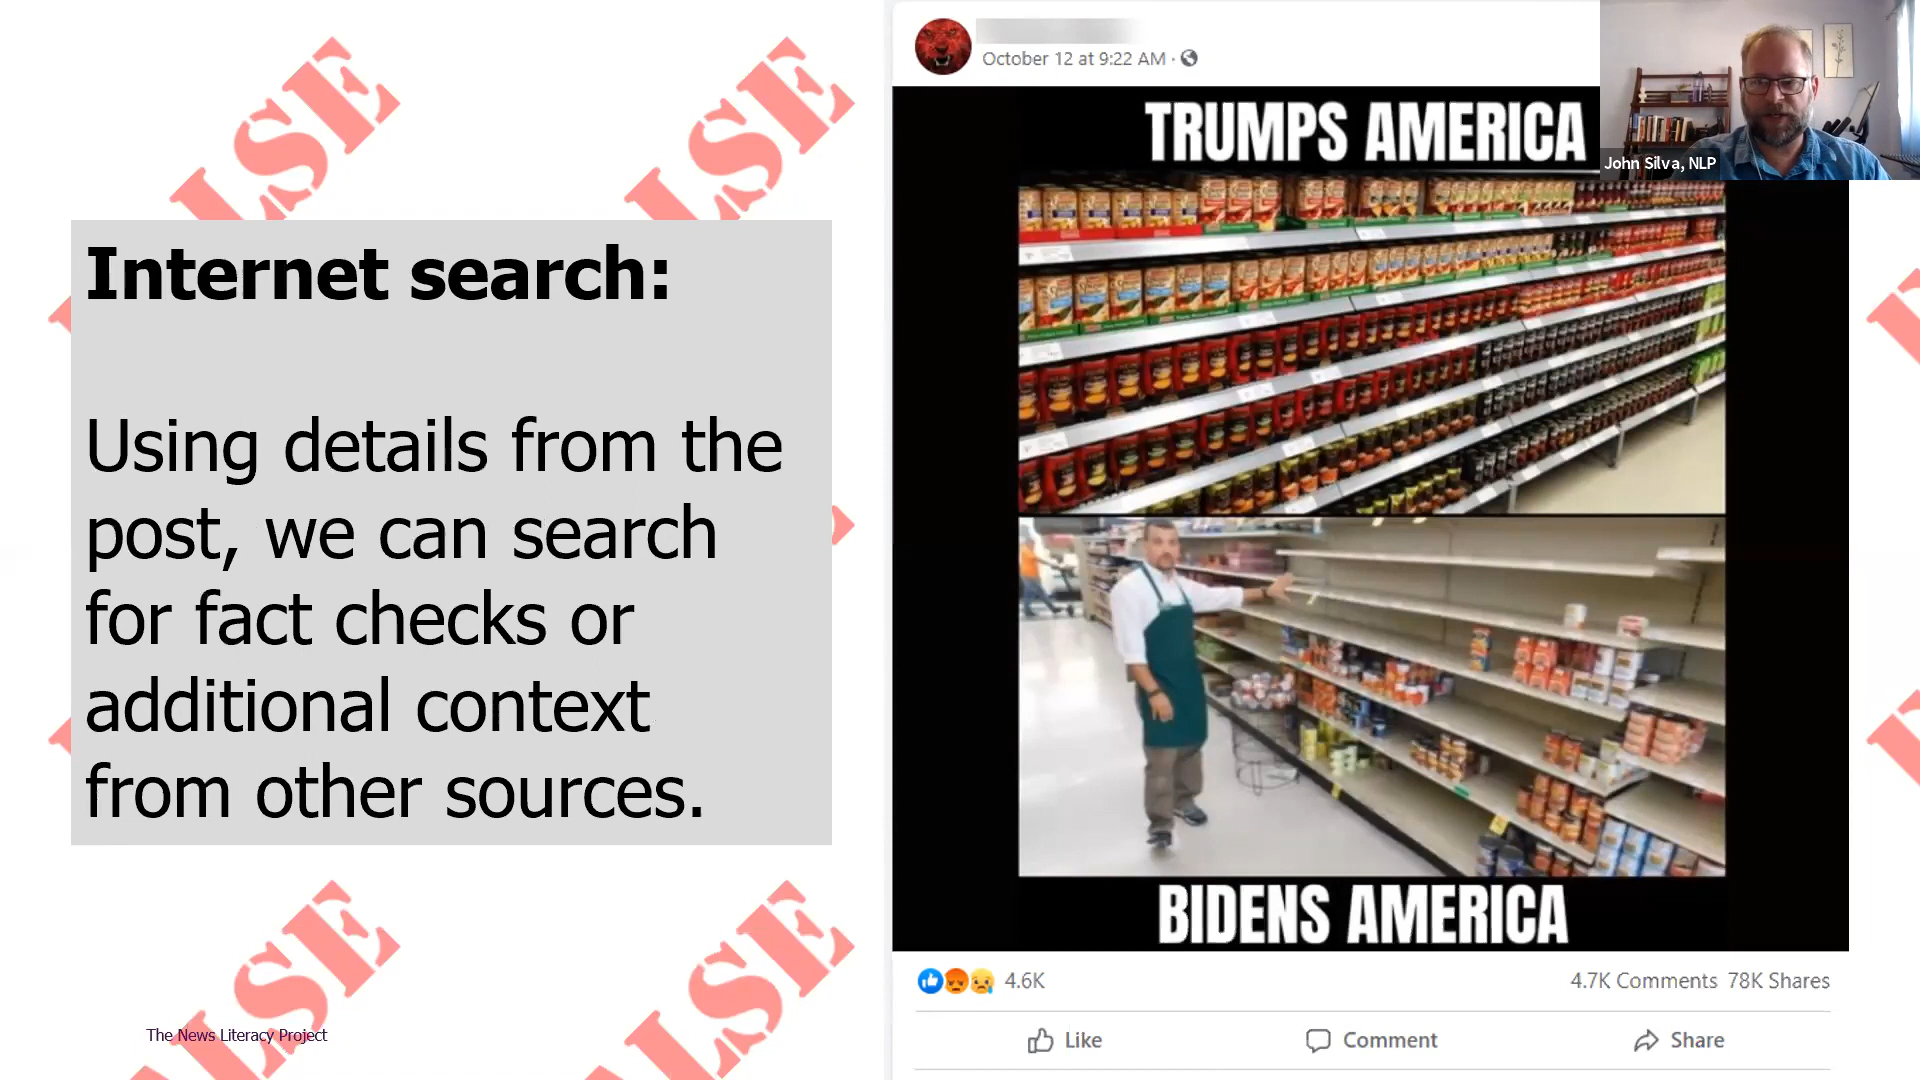 Internet search:
Using details from the
post, we can search
for fact checks or
additional context
from other sources.
The News Literacy Project
October 12 at 9:22 AM ·
TRUMPS AMERICA
BIDENS AMERICA
4.6K
4.7K Comments 78K Shares
Like
Comment
Share
John Silva, NLP